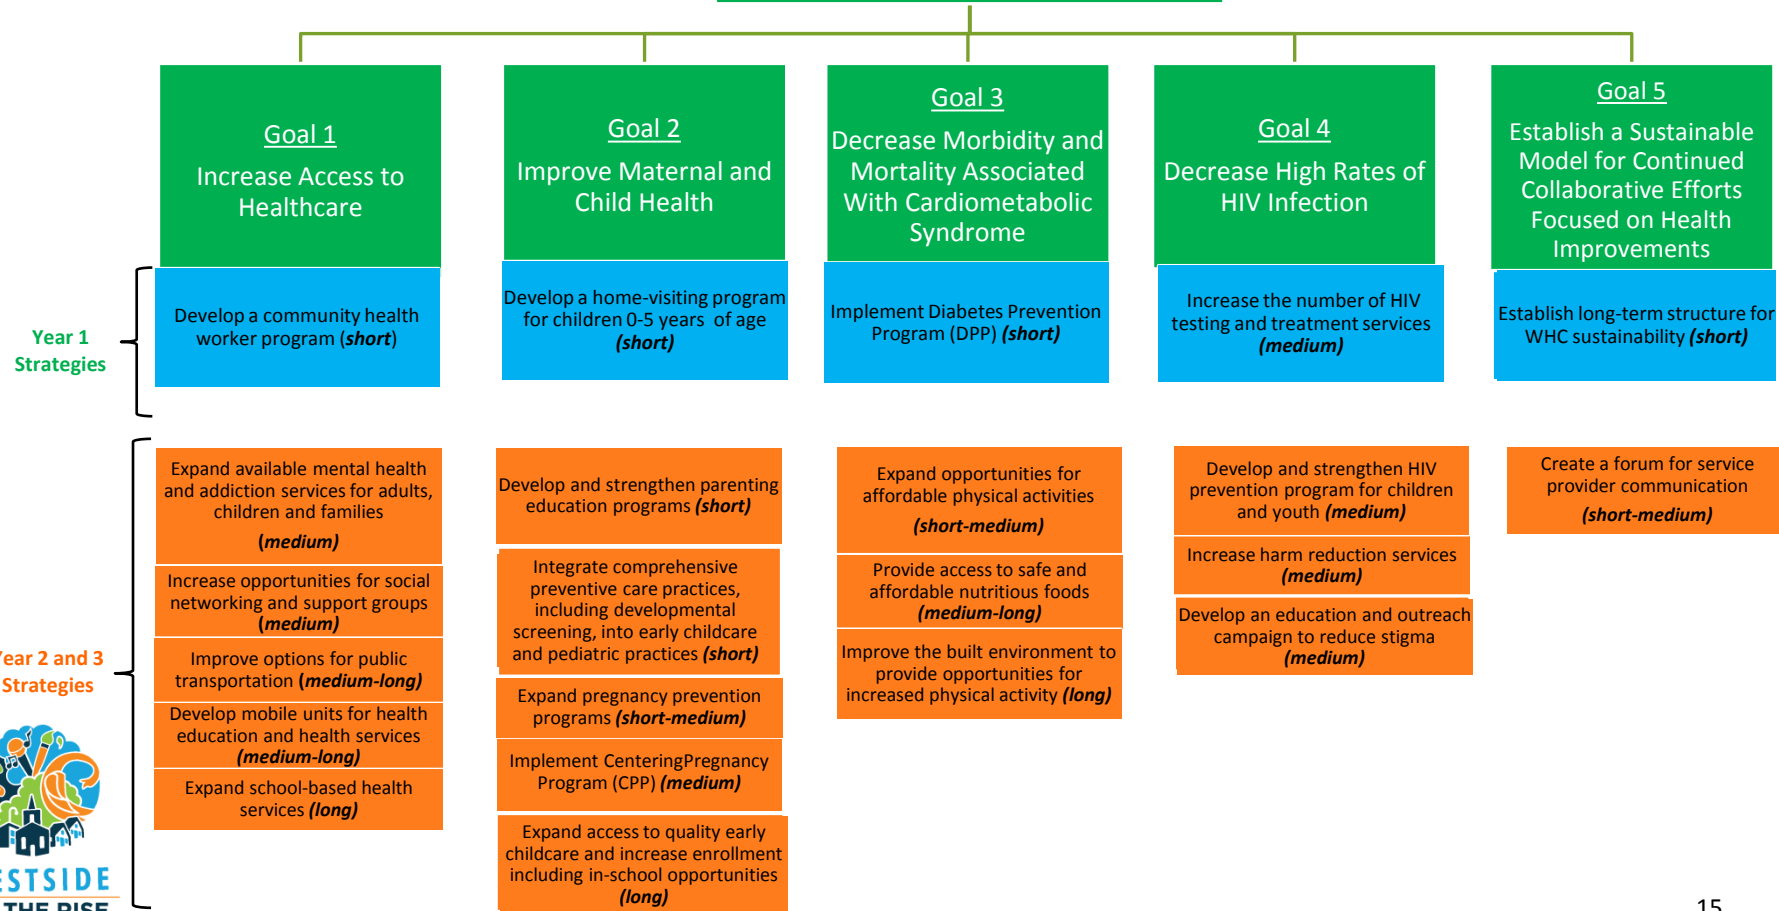 Goal 1
Increase Access to
Healthcare
Goal 2
Improve Maternal and
Child Health
Goal 3
Decrease Morbidity and
Mortality Associated
With Cardiometabolic
Syndrome
Goal 4
Decrease High Rates of
HIV Infection
Goal 5
Establish a Sustainable
Model for Continued
Collaborative Efforts
Focused on Health
Improvements
Year 1
Strategies
Develop a community health
worker program (short)
Develop a home-visiting program
for children 0-5 years of age
(short)
Implement Diabetes Prevention
Program (DPP) (short)
Increase the number of HIV
testing and treatment services
(medium)
Establish long-term structure for
WHC sustainability (short)
Year 2 and 3
Strategies
Expand available mental health
and addiction services for adults,
children and families
(medium)
Increase opportunities for social
networking and support groups
(medium)
Improve options for public
transportation (medium-long)
Develop mobile units for health
education and health services
(medium-long)
Expand school-based health
services (long)
Develop and strengthen parenting
education programs (short)
Integrate comprehensive
preventive care practices,
including developmental
screening, into early childcare
and pediatric practices (short)
Expand pregnancy prevention
programs (short-medium)
Implement CenteringPregnancy
Program (CPP) (medium)
Expand access to quality early
childcare and increase enrollment
including in-school opportunities
(long)
Expand opportunities for
affordable physical activities
(short-medium)
Provide access to safe and
affordable nutritious foods
(medium-long)
Improve the built environment to
provide opportunities for
increased physical activity (long)
Develop and strengthen HIV
prevention program for children
and youth (medium)
Increase harm reduction services
(medium)
Develop an education and outreach
campaign to reduce stigma
(medium)
Create a forum for service
provider communication
(short-medium)
ESTSIDE
THE RISE
15